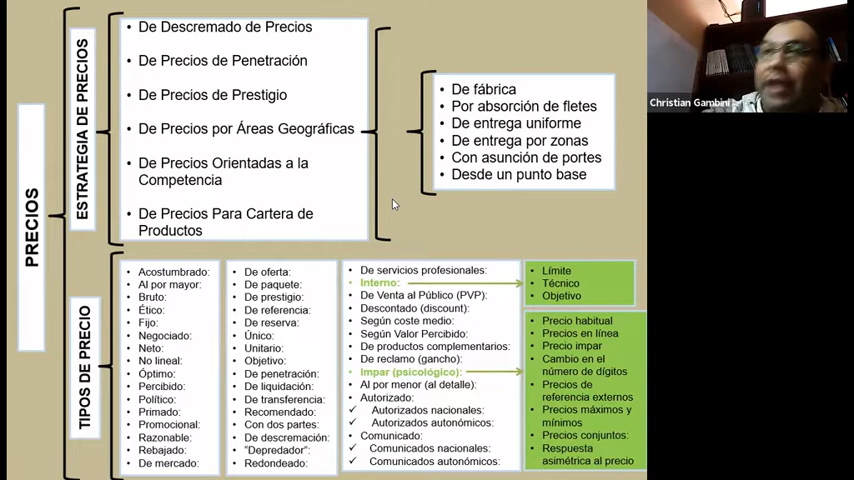 PRECIOS
ESTRATEGIA DE PRECIOS
• De Descremado de Precios
• De Precios de Penetración
• De Precios de Prestigio
• De Precios por Áreas Geográficas
• De Precios Orientadas a la
Competencia
• De Precios Para Cartera de
Productos
• De fábrica
• Por absorción de fletes
• De entrega uniforme
• De entrega por zonas
• Con asunción de portes
• Desde un punto base
Christian Gambini
TIPOS DE PRECIO
• Acostumbrado:
• Al por mayor:
• Bruto:
• Ético:
• Fijo:
• Negociado:
• Neto:
• No lineal:
• Óptimo:
• Percibido:
• Político:
• Primado:
• Promocional:
• Razonable:
• Rebajado:
• De mercado:
• De oferta:
• De paquete:
• De prestigio:
• De referencia:
• De reserva:
• Único:
• Unitario:
• Objetivo:
• De penetración:
• De liquidación:
• De transferencia:
• Recomendado:
• Con dos partes:
• De descremación:
• "Depredador":
• Redondeado:
• De servicios profesionales:
• Interno:
• De Venta al Público (PVP):
• Descontado (discount):
• Según coste medio:
• Según Valor Percibido:
• De productos complementarios:
• De reclamo (gancho):
• Impar (psicológico):
• Al por menor (al detalle):
• Autorizado:
✓ Autorizados nacionales:
✓ Autorizados autonómicos:
• Comunicado:
✓ Comunicados nacionales:
✓ Comunicados autonómicos:
• Límite
• Técnico
• Objetivo
• Precio habitual
• Precios en línea
• Precio impar
• Cambio en el
número de dígitos
• Precios de
referencia externos
• Precios máximos y
mínimos
• Precios conjuntos:
• Respuesta
asimétrica al precio